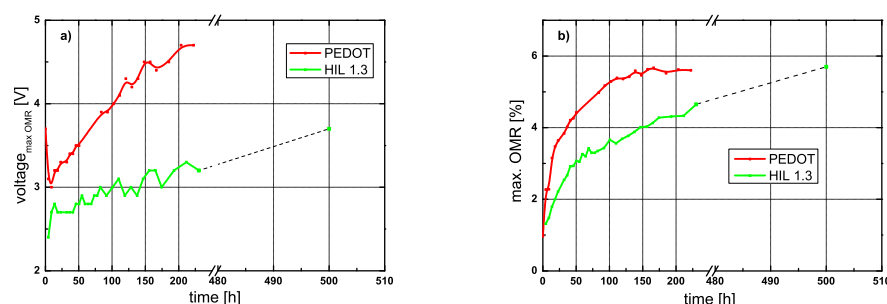 a)
PEDOT
HIL 1.3
voltage max OMR [V]
5
4
3
2
0 50 100 150 200 480 490 500 510
time [h]
b)
PEDOT
HIL 1.3
max. OMR [%]
6
4
2
0
0 50 100 150 200 480 490 500 510
time [h]